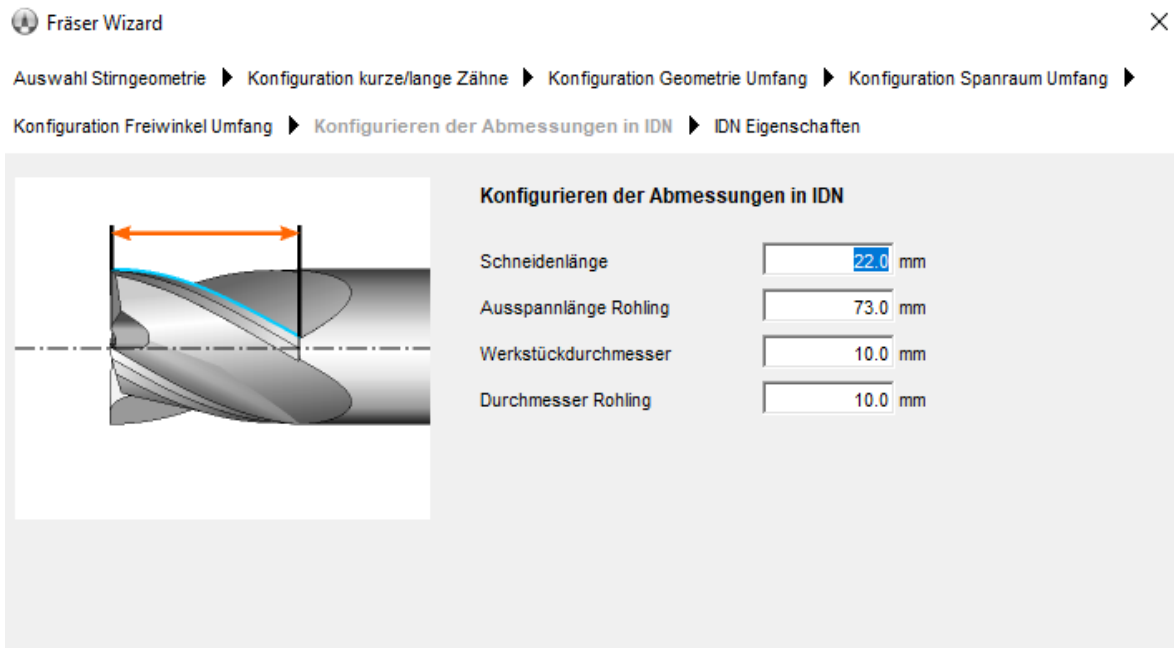 Fräser Wizard
Auswahl Stirngeometrie ▶ Konfiguration kurze/lange Zähne ▶ Konfiguration Geometrie Umfang ▶ Konfiguration Spanraum Umfang ▶
Konfiguration Freiwinkel Umfang ▶ Konfigurieren der Abmessungen in IDN ▶ IDN Eigenschaften
Konfigurieren der Abmessungen in IDN
Schneidenlänge 22.0 mm
Ausspannlänge Rohling 73.0 mm
Werkstückdurchmesser 10.0 mm
Durchmesser Rohling 10.0 mm